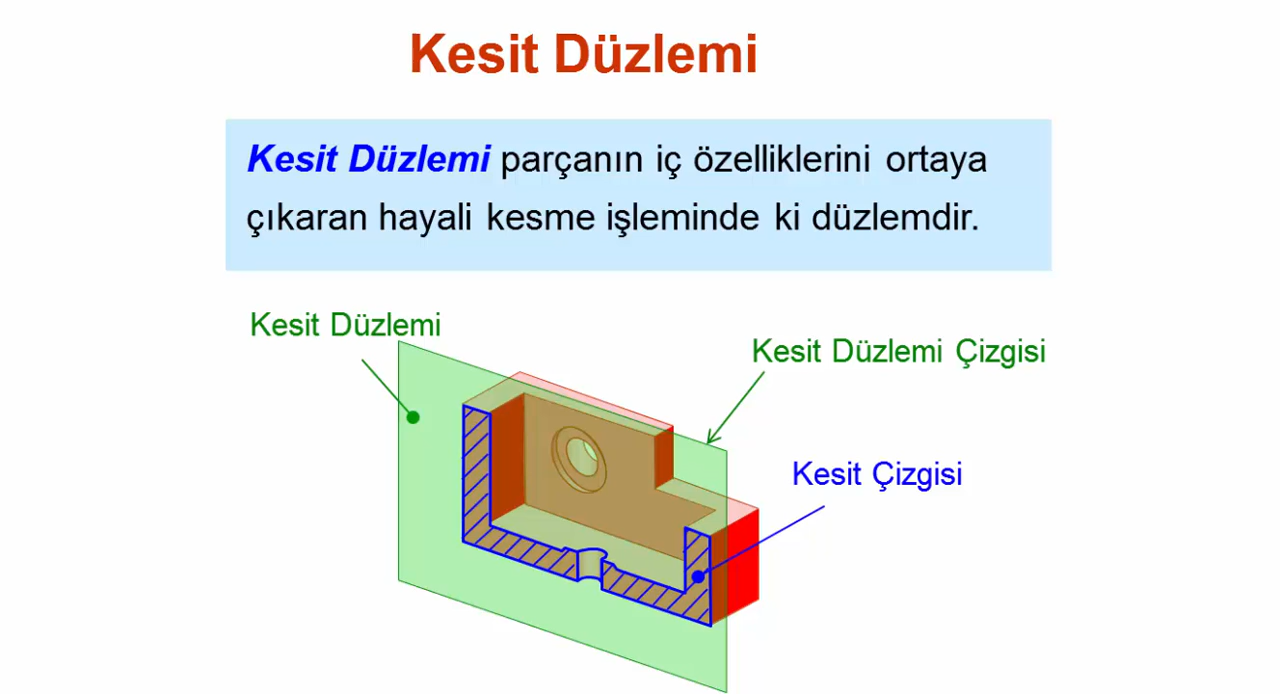 Kesit Düzlemi
Kesit Düzlemi parçanın iç özelliklerini ortaya
çıkaran hayali kesme işleminde ki düzlemdir.
Kesit Düzlemi
Kesit Düzlemi Çizgisi
Kesit Çizgisi